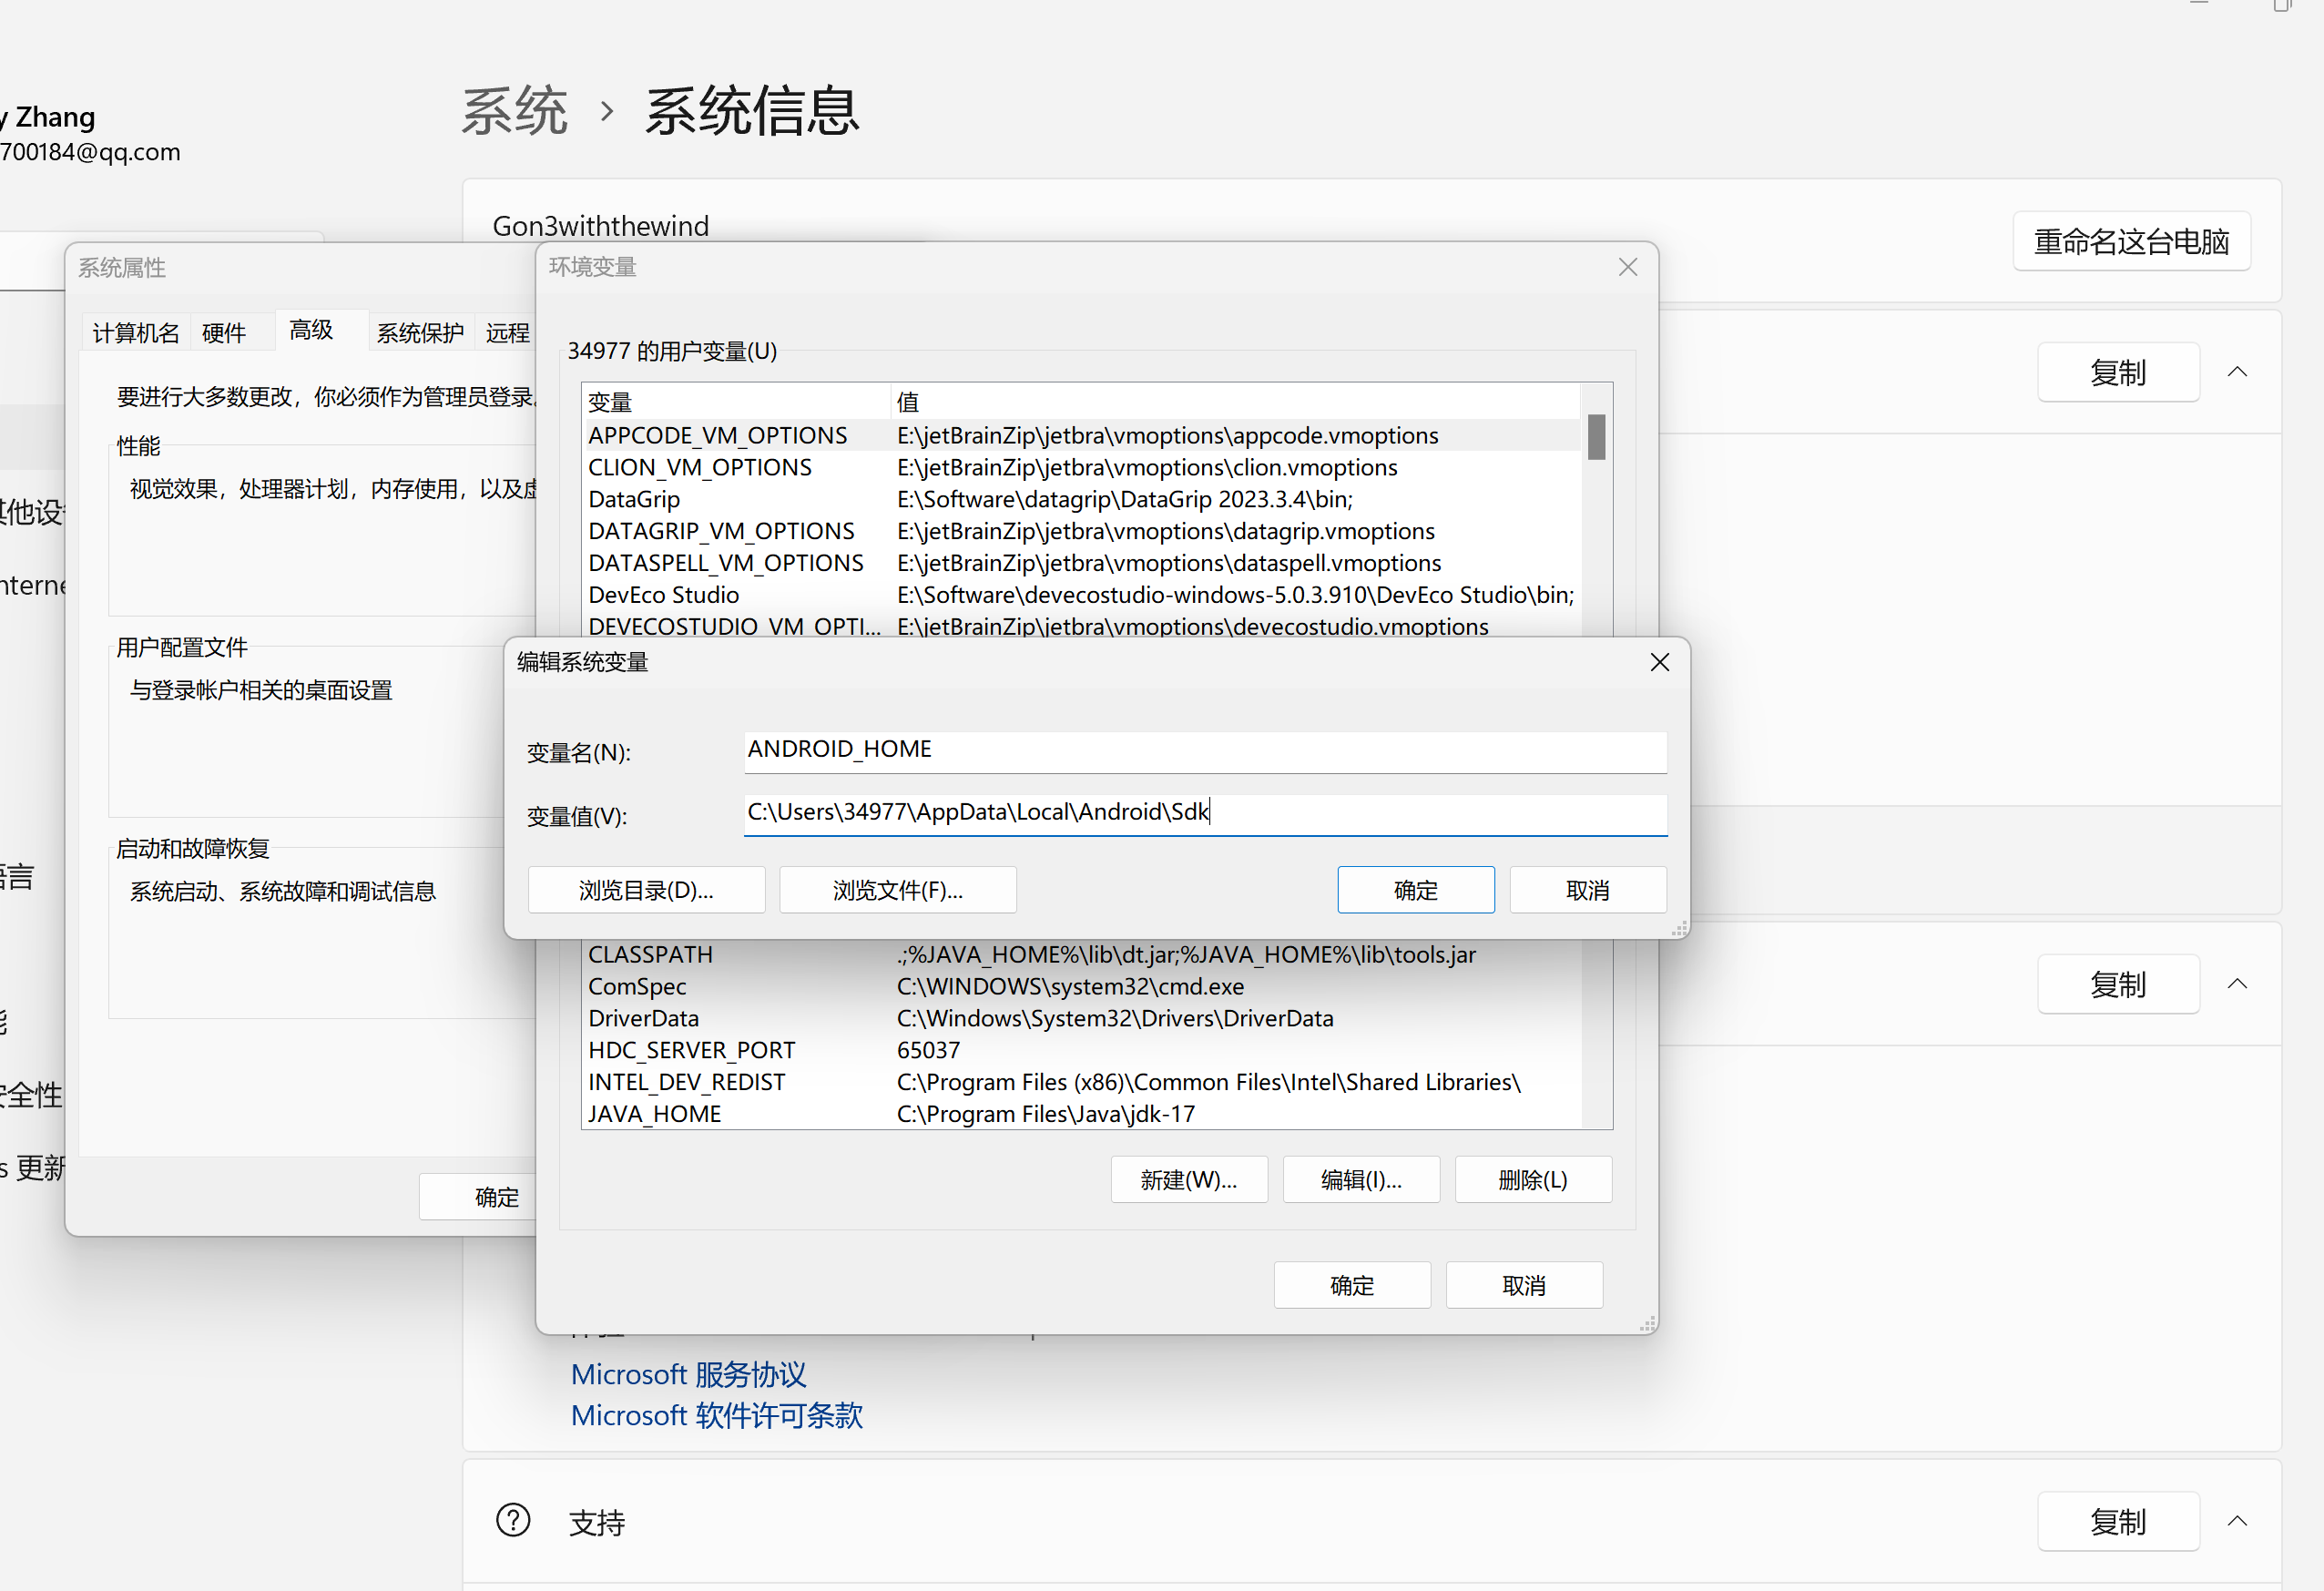 系统 › 系统信息
y Zhang
700184@qq.com
Gon3withthewind
重命名这台电脑
系统属性
计算机名 硬件 高级 系统保护 远程
要进行大多数更改，你必须作为管理员登录。
性能
视觉效果，处理器计划，内存使用，以及虚
用户配置文件
与登录帐户相关的桌面设置
启动和故障恢复
系统启动、系统故障和调试信息
确定
环境变量
34977 的用户变量(U)
变量 值
APPCODE_VM_OPTIONS E:\jetBrainZip\jetbra\vmoptions\appcode.vmoptions
CLION_VM_OPTIONS E:\jetBrainZip\jetbra\vmoptions\clion.vmoptions
DataGrip E:\Software\datagrip\DataGrip 2023.3.4\bin;
DATAGRIP_VM_OPTIONS E:\jetBrainZip\jetbra\vmoptions\datagrip.vmoptions
DATASPELL_VM_OPTIONS E:\jetBrainZip\jetbra\vmoptions\dataspell.vmoptions
DevEco Studio E:\Software\devecostudio-windows-5.0.3.910\DevEco Studio\bin;
DEVECOSTUDIO_VM_OPTI... E:\jetBrainZip\jetbra\vmoptions\devecostudio.vmoptions
编辑系统变量
变量名(N): ANDROID_HOME
变量值(V): C:\Users\34977\AppData\Local\Android\Sdk
浏览目录(D)... 浏览文件(F)... 确定 取消
CLASSPATH .;%JAVA_HOME%\lib\dt.jar;%JAVA_HOME%\lib\tools.jar
ComSpec C:\WINDOWS\system32\cmd.exe
DriverData C:\Windows\System32\Drivers\DriverData
HDC_SERVER_PORT 65037
INTEL_DEV_REDIST C:\Program Files (x86)\Common Files\Intel\Shared Libraries\
JAVA_HOME C:\Program Files\Java\jdk-17
新建(W)... 编辑(I)... 删除(L)
确定 取消
复制
复制
其他设
nterne
语言
能
安全性
s 更新
Microsoft 服务协议
Microsoft 软件许可条款
支持
复制